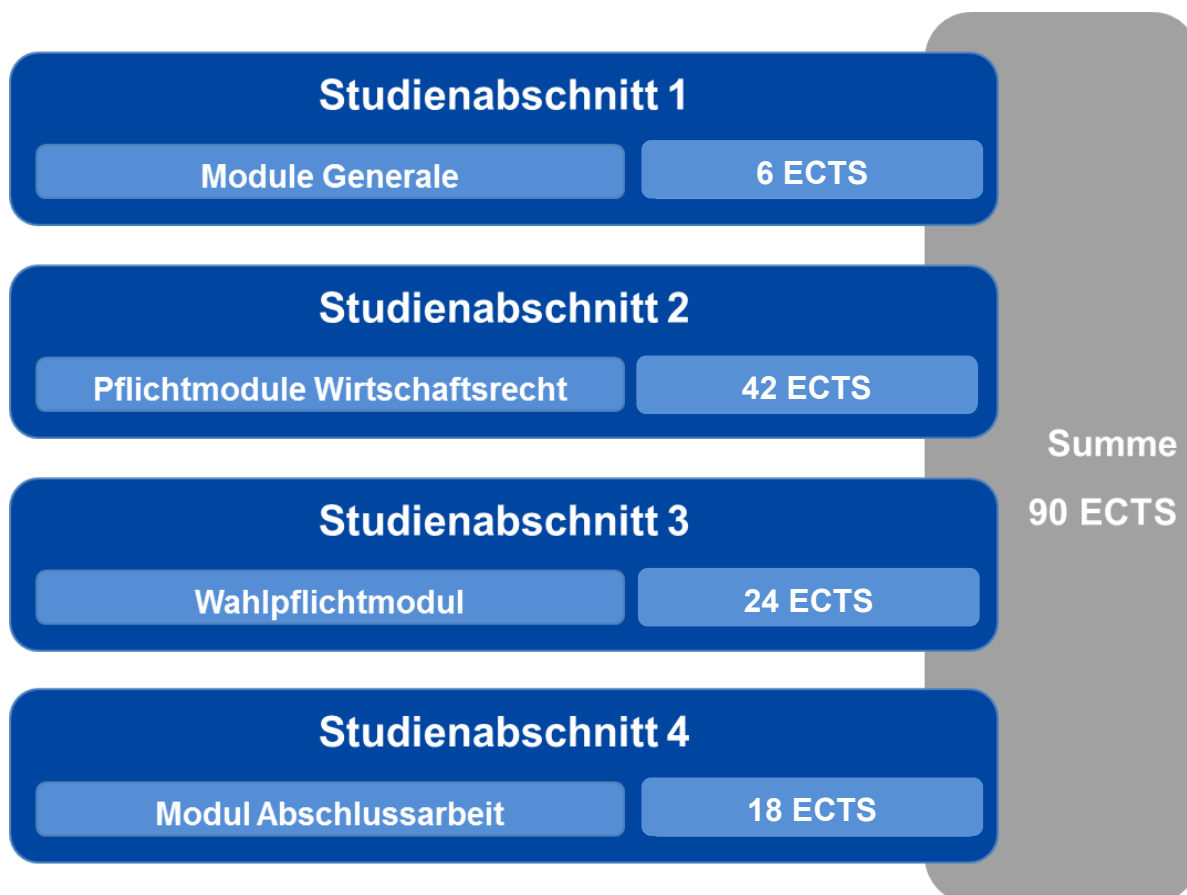 Studienabschnitt 1
Module Generale
6 ECTS
Studienabschnitt 2
Pflichtmodule Wirtschaftsrecht
42 ECTS
Studienabschnitt 3
Wahlpflichtmodul
24 ECTS
Studienabschnitt 4
Modul Abschlussarbeit
18 ECTS
Summe
90 ECTS